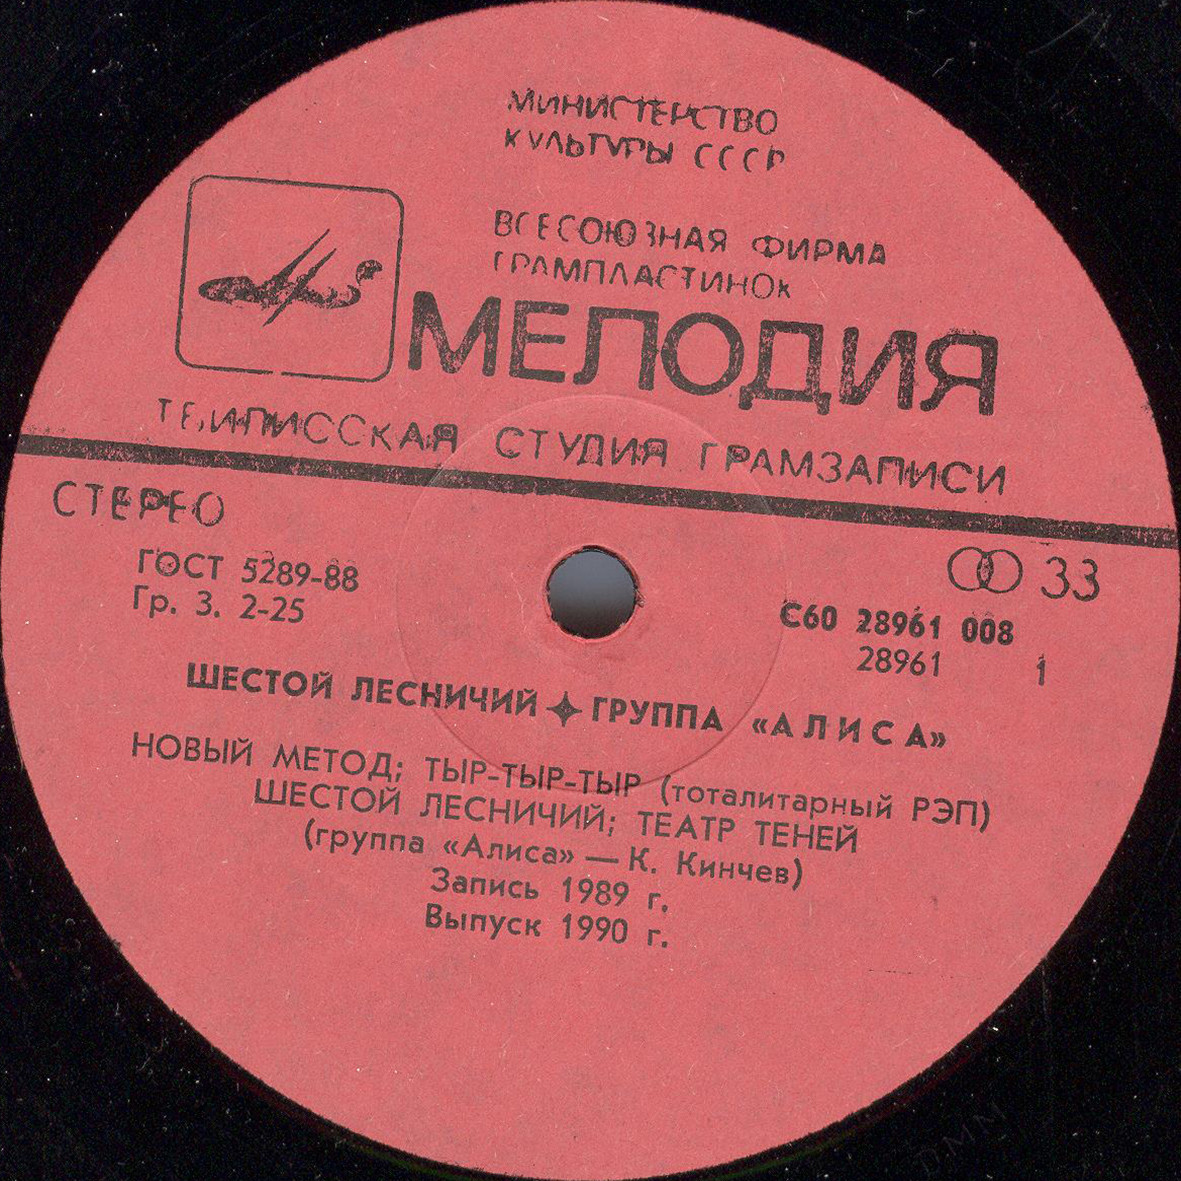 МИНИСТЕРСТВО
КУЛЬТУРЫ СССР
ВСЕСОЮЗНАЯ ФИРМА
ГРАМПЛАСТИНОК
МЕЛОДИЯ
ТБИЛИССКАЯ СТУДИЯ ГРАМЗАПИСИ
СТЕРЕО
33
ГОСТ 5289-88
Гр. 3. 2-25
С60 28961 008
28961 1
ШЕСТОЙ ЛЕСНИЧИЙ ✦ ГРУППА «АЛИСА»
НОВЫЙ МЕТОД; ТЫР-ТЫР-ТЫР (тоталитарный РЭП)
ШЕСТОЙ ЛЕСНИЧИЙ; ТЕАТР ТЕНЕЙ
(группа «Алиса» — К. Кинчев)
Запись 1989 г.
Выпуск 1990 г.